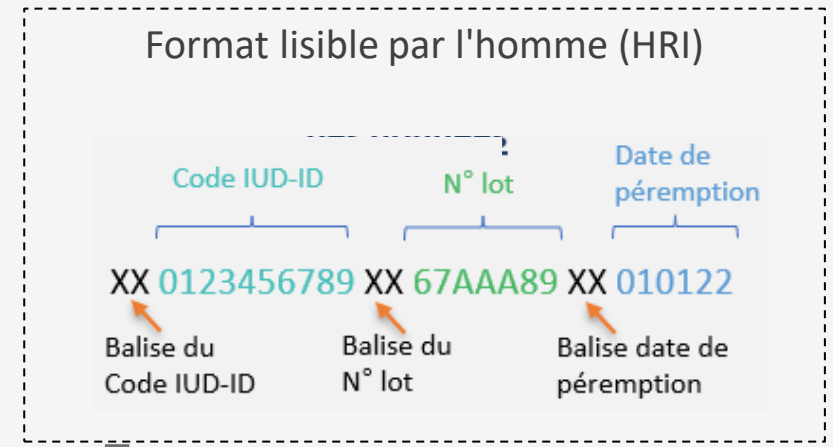 Format lisible par l'homme (HRI)
Code IUD-ID
N° lot
Date de
péremption
XX 0123456789 XX 67AAA89 XX 010122
Balise du
Code IUD-ID
Balise du
N° lot
Balise date de
péremption